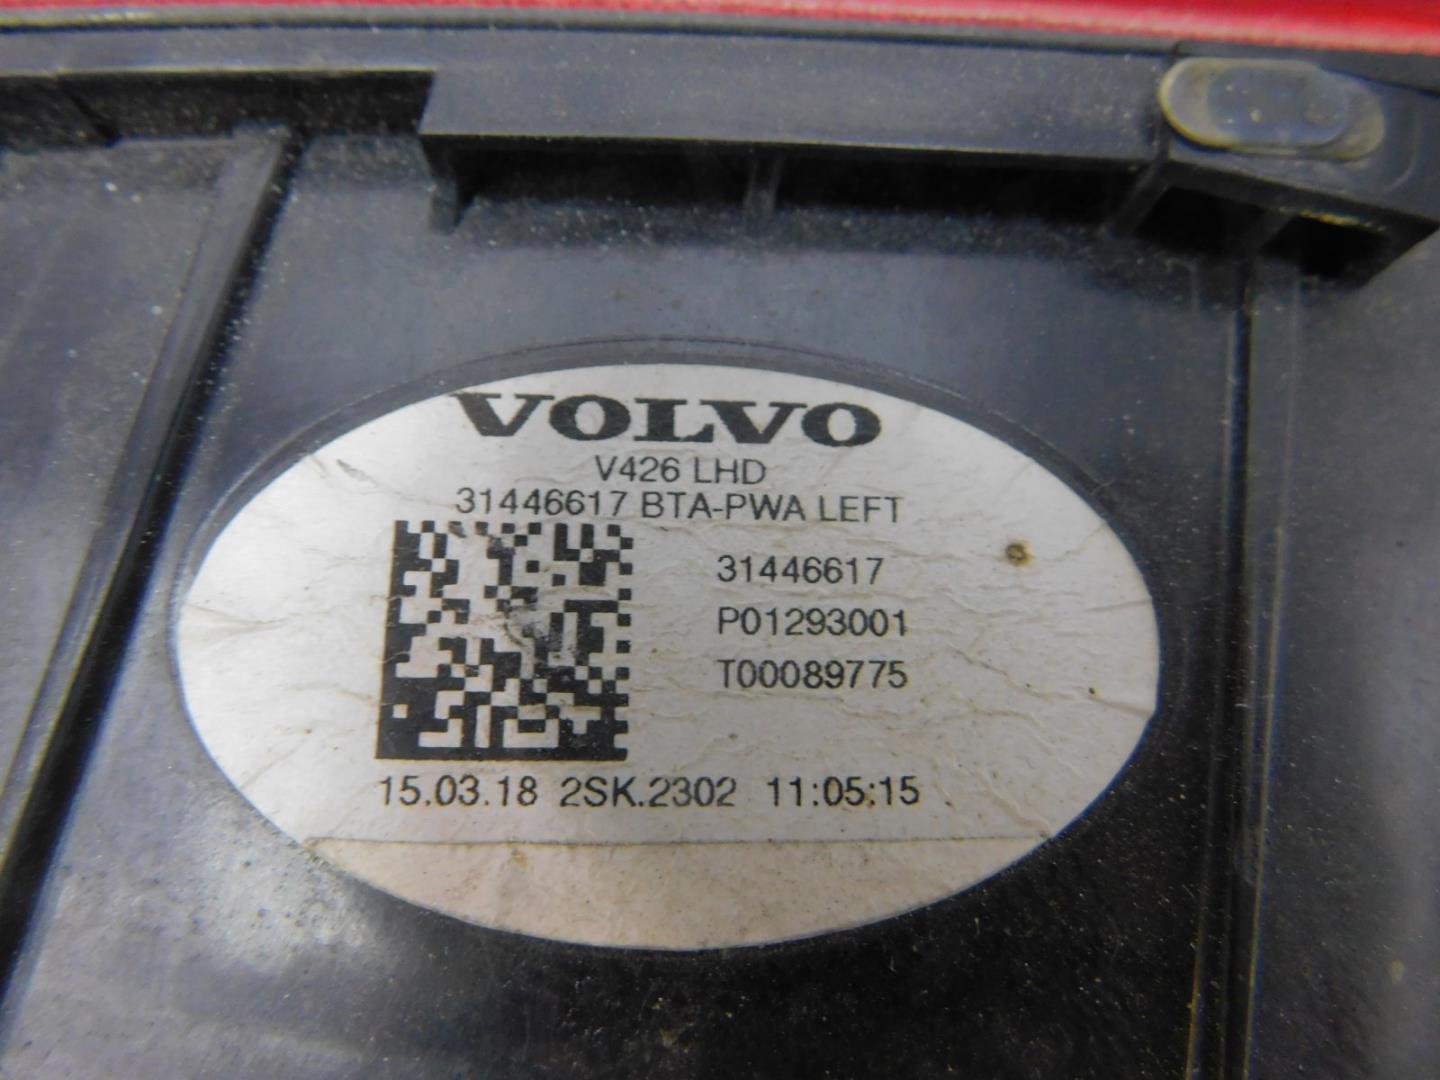 VOLVO
V426 LHD
31446617 BTA-PWA LEFT
31446617
P01293001
T00089775
15.03.18 2SK.2302 11:05:15